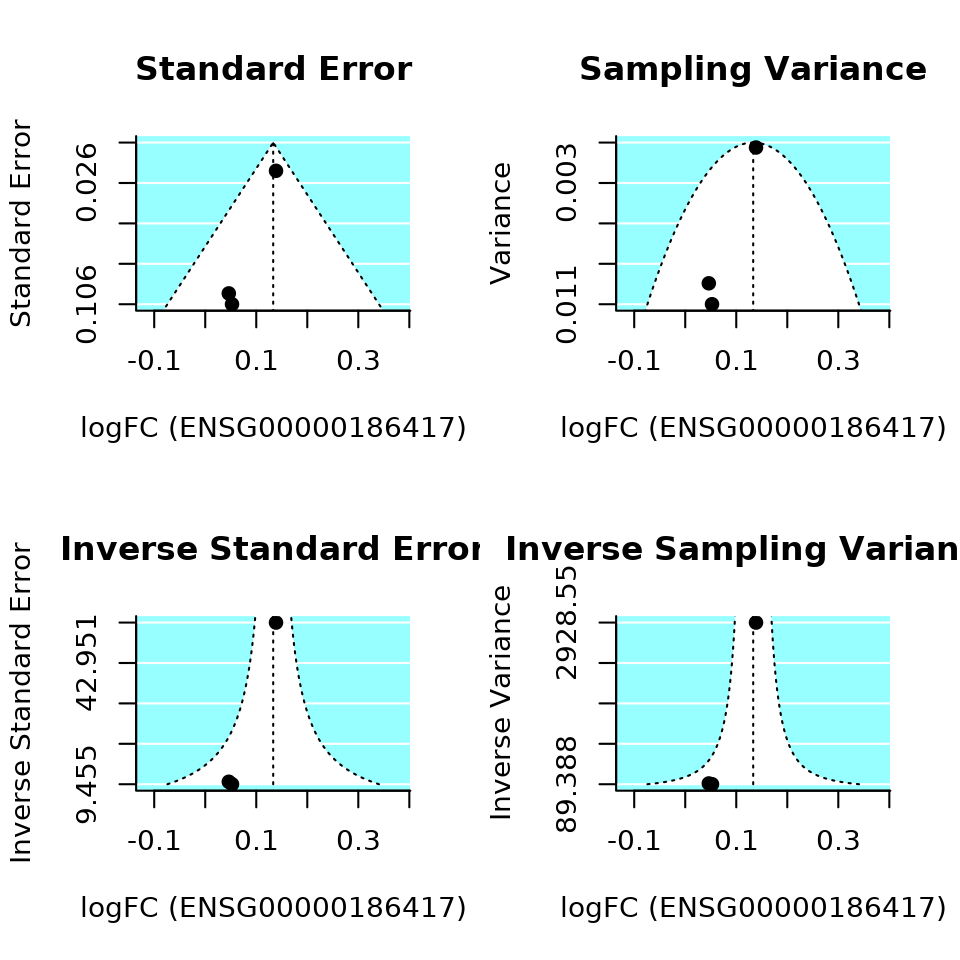 Standard Error
Standard Error
0.026
0.106
-0.1 0.1 0.3
logFC (ENSG00000186417)
Sampling Variance
Variance
0.003
0.011
-0.1 0.1 0.3
logFC (ENSG00000186417)
Inverse Standard Error
Inverse Standard Error
42.951
9.455
-0.1 0.1 0.3
logFC (ENSG00000186417)
Inverse Sampling Varian
Inverse Variance
2928.55
89.388
-0.1 0.1 0.3
logFC (ENSG00000186417)